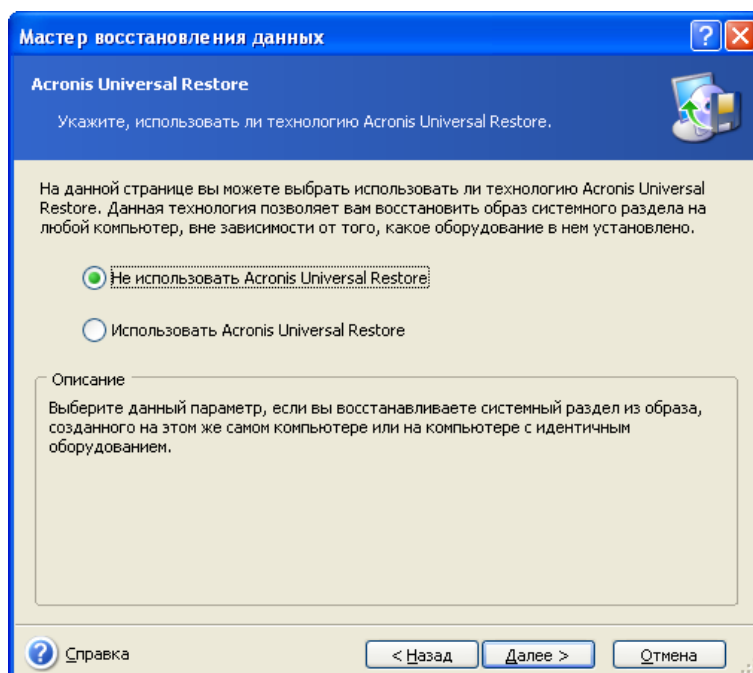 Мастер восстановления данных
Acronis Universal Restore
Укажите, использовать ли технологию Acronis Universal Restore.
На данной странице вы можете выбрать использовать ли технологию Acronis Universal
Restore. Данная технология позволяет вам восстановить образ системного раздела на
любой компьютер, вне зависимости от того, какое оборудование в нем установлено.
Не использовать Acronis Universal Restore
Использовать Acronis Universal Restore
Описание
Выберите данный параметр, если вы восстанавливаете системный раздел из образа,
созданного на этом же самом компьютере или на компьютере с идентичным
оборудованием.
Справка
< Назад
Далее >
Отмена